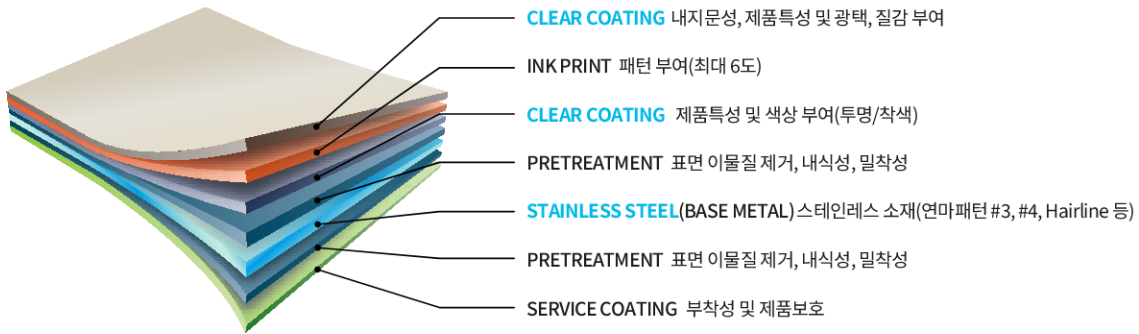 CLEAR COATING 내지문성, 제품특성 및 광택, 질감 부여
INK PRINT 패턴 부여(최대 6도)
CLEAR COATING 제품특성 및 색상 부여(투명/착색)
PRETREATMENT 표면 이물질 제거, 내식성, 밀착성
STAINLESS STEEL(BASE METAL) 스테인레스 소재(연마패턴 #3, #4, Hairline 등)
PRETREATMENT 표면 이물질 제거, 내식성, 밀착성
SERVICE COATING 부착성 및 제품보호